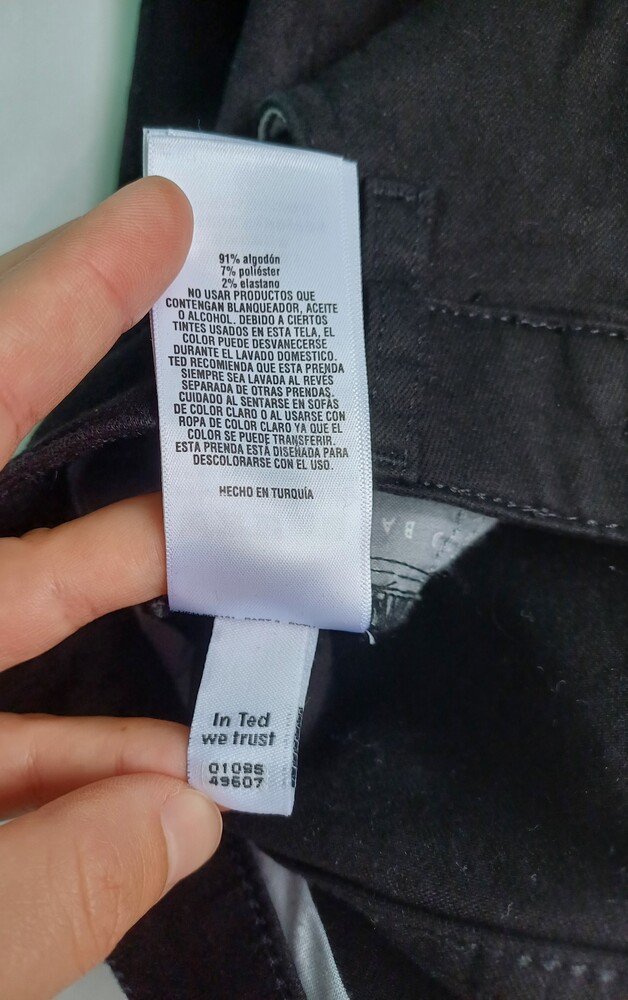 91% algodón
7% poliéster
2% elastano
NO USAR PRODUCTOS QUE
CONTENGAN BLANQUEADOR, ACEITE
O ALCOHOL. DEBIDO A CIERTOS
TINTES USADOS EN ESTA TELA, EL
COLOR PUEDE DESVANECERSE
DURANTE EL LAVADO DOMESTICO.
TED RECOMIENDA QUE ESTA PRENDA
SIEMPRE SEA LAVADA AL REVÉS
SEPARADA DE OTRAS PRENDAS.
CUIDADO AL SENTARSE EN SOFÁS
DE COLOR CLARO O AL USARSE CON
ROPA DE COLOR CLARO YA QUE EL
COLOR SE PUEDE TRANSFERIR.
ESTA PRENDA ESTÁ DISEÑADA PARA
DESCOLORARSE CON EL USO.
HECHO EN TURQUÍA
In Ted
we trust
01095
49607